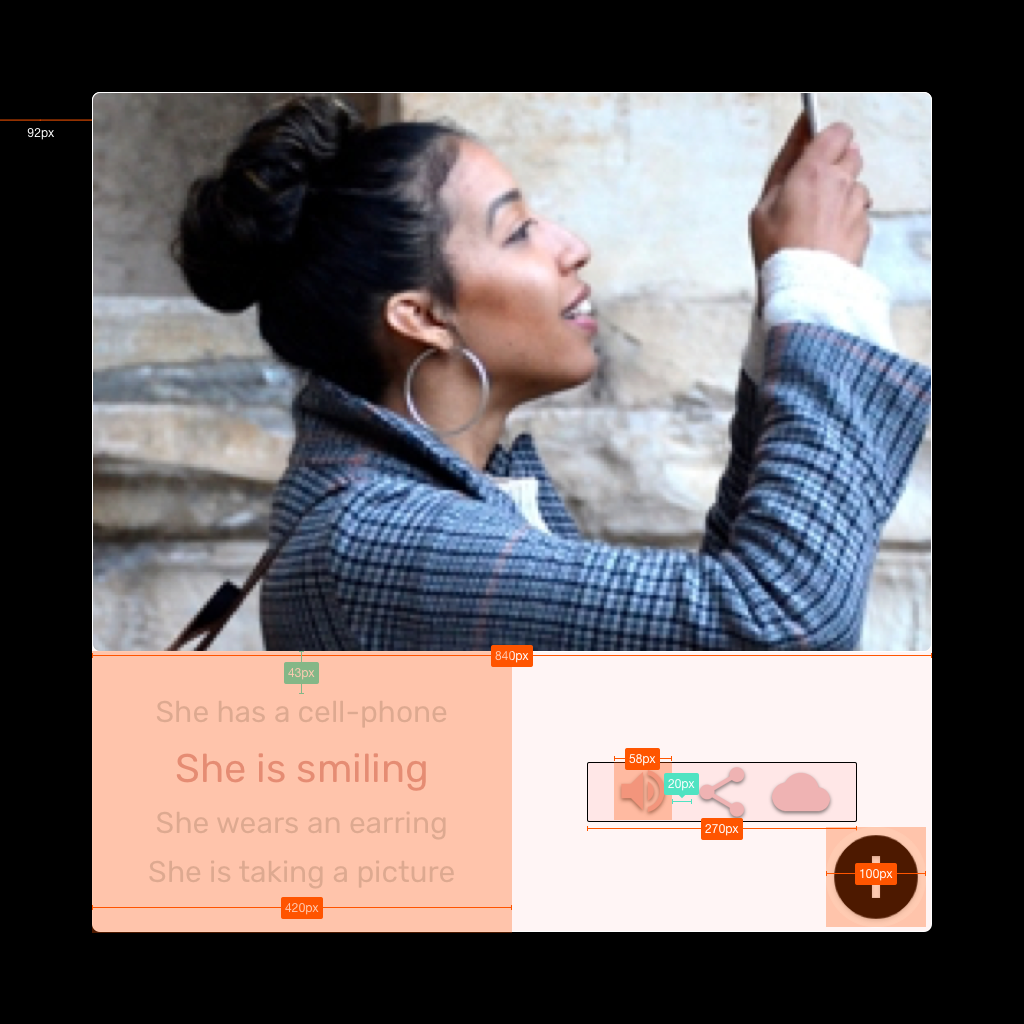 92px
840px
43px
She has a cell-phone
She is smiling
58px
20px
She wears an earring
270px
She is taking a picture
100px
420px